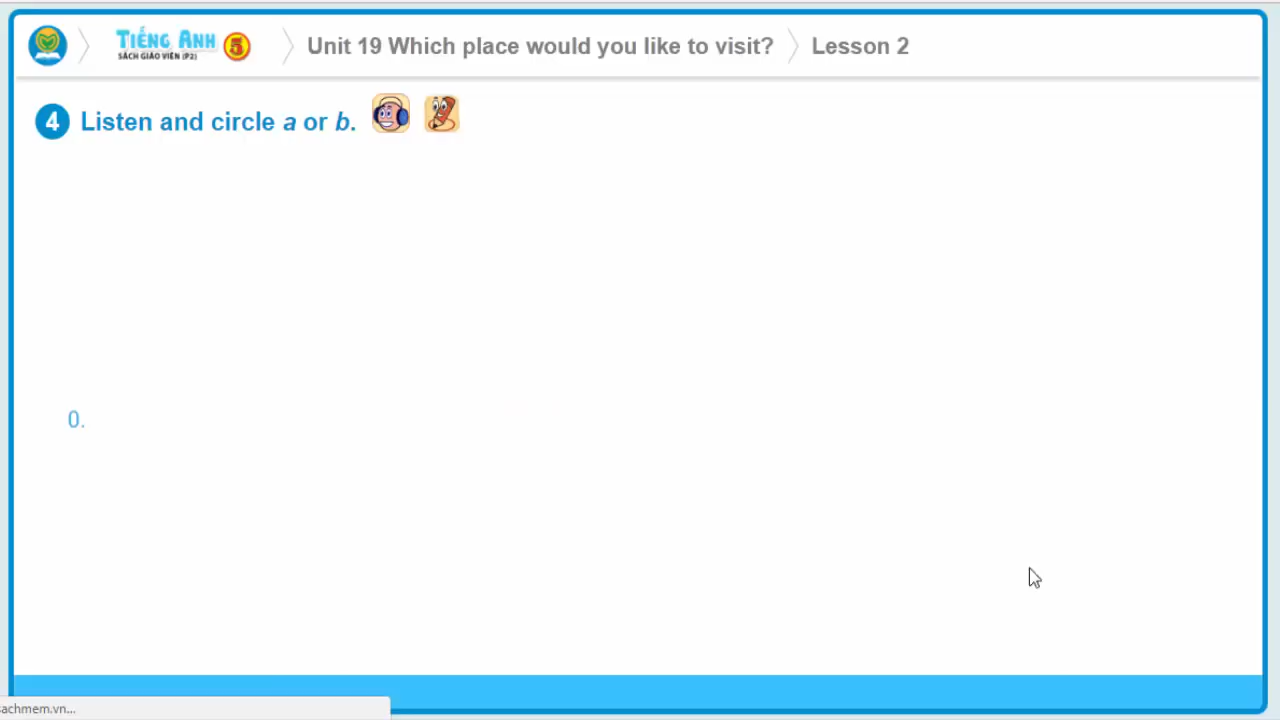 TIẾNG ANH 5
SÁCH GIÁO VIÊN (P2)
Unit 19 Which place would you like to visit?
Lesson 2
4 Listen and circle a or b.
0.
sachmem.vn...